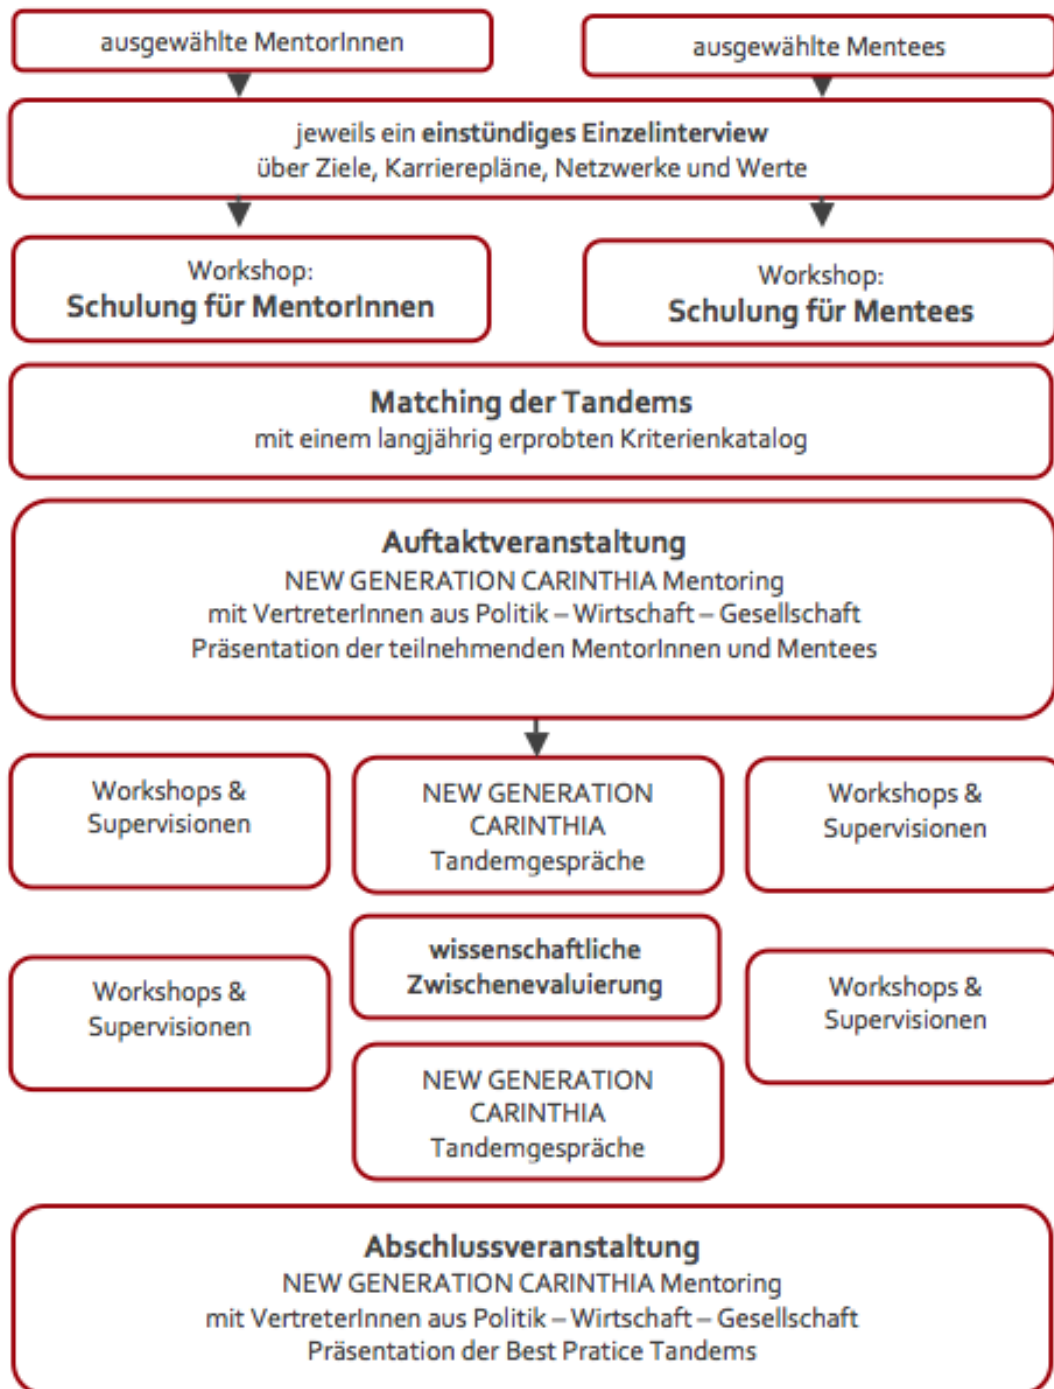 ausgewählte MentorInnen
ausgewählte Mentees
jeweils ein einstündiges Einzelinterview
über Ziele, Karrierepläne, Netzwerke und Werte
Workshop:
Schulung für MentorInnen
Workshop:
Schulung für Mentees
Matching der Tandems
mit einem langjährig erprobten Kriterienkatalog
Auftaktveranstaltung
NEW GENERATION CARINTHIA Mentoring
mit VertreterInnen aus Politik – Wirtschaft – Gesellschaft
Präsentation der teilnehmenden MentorInnen und Mentees
Workshops &
Supervisionen
NEW GENERATION
CARINTHIA
Tandemgespräche
Workshops &
Supervisionen
wissenschaftliche
Zwischenevaluierung
Workshops &
Supervisionen
Workshops &
Supervisionen
NEW GENERATION
CARINTHIA
Tandemgespräche
Abschlussveranstaltung
NEW GENERATION CARINTHIA Mentoring
mit VertreterInnen aus Politik – Wirtschaft – Gesellschaft
Präsentation der Best Pratice Tandems